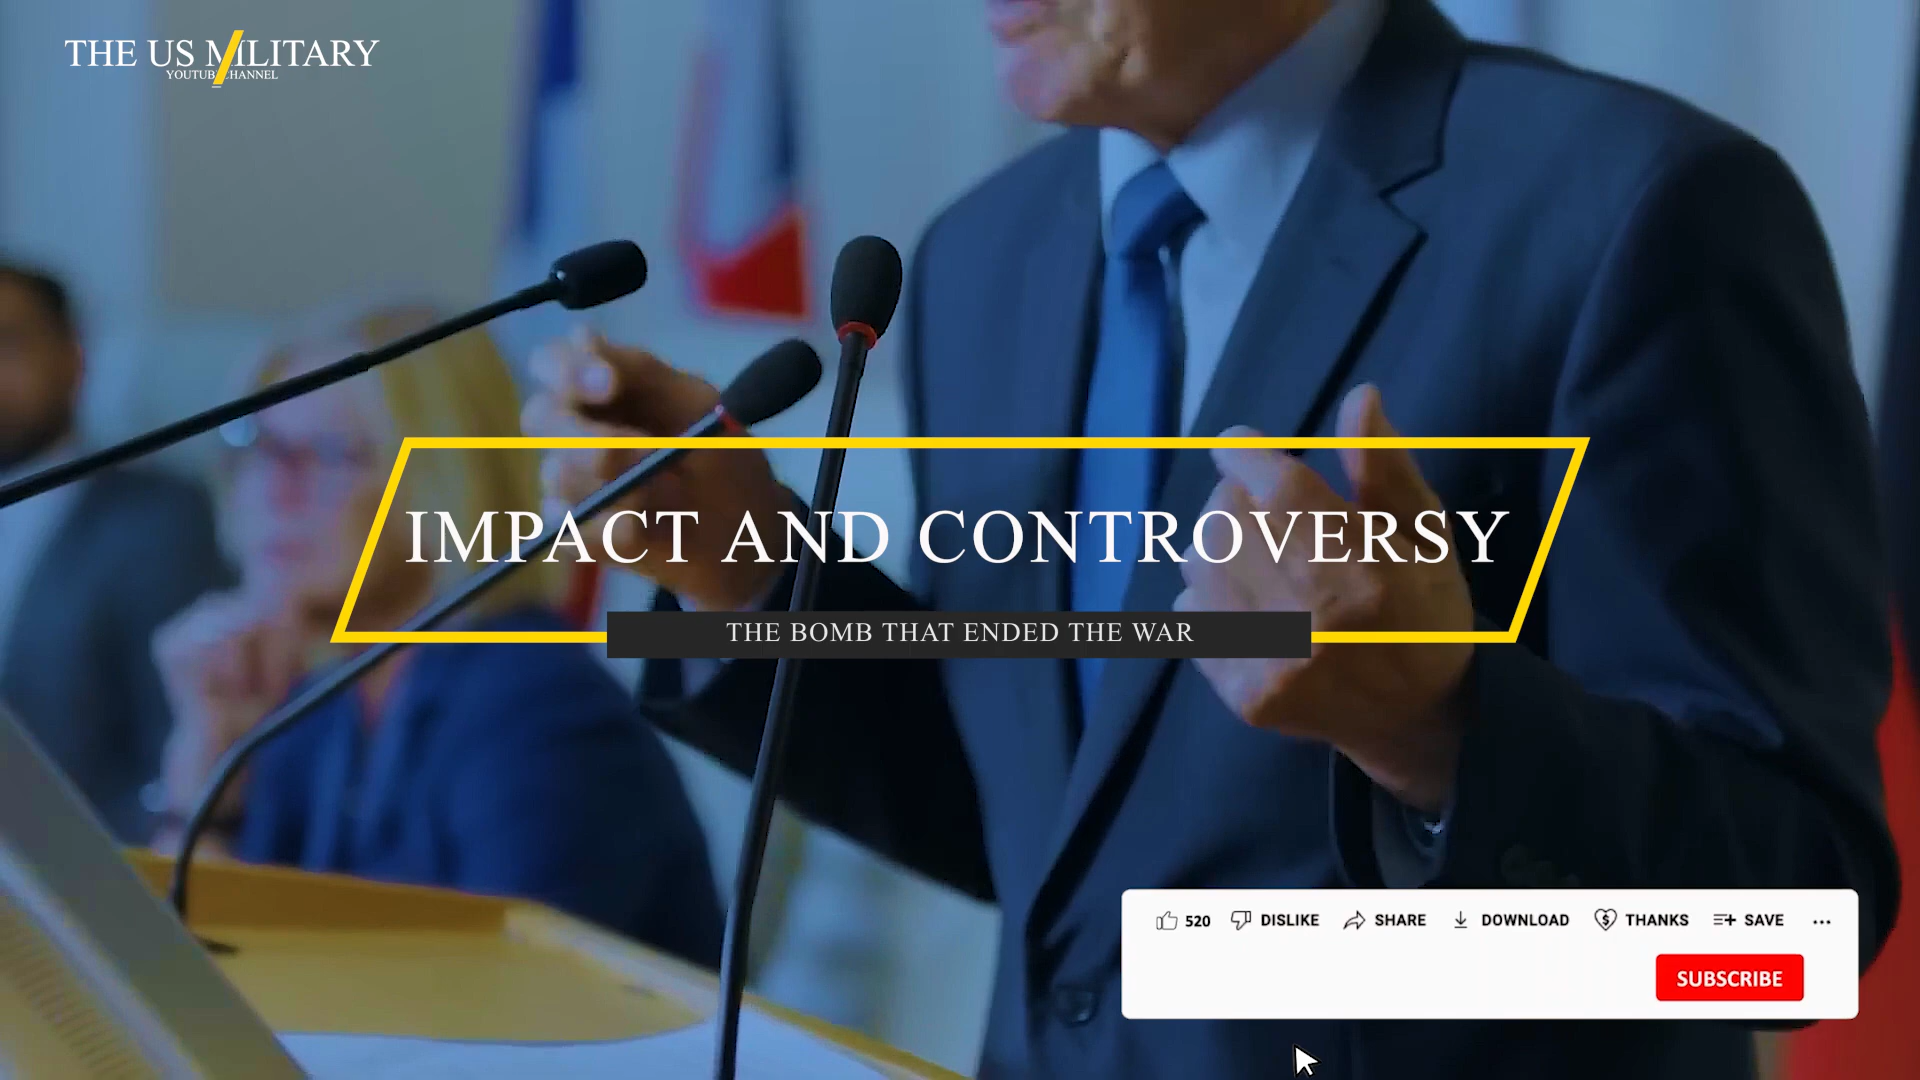 THE US MILITARY
YOUTUBE CHANNEL
IMPACT AND CONTROVERSY
THE BOMB THAT ENDED THE WAR
520 DISLIKE SHARE DOWNLOAD THANKS SAVE ...
SUBSCRIBE